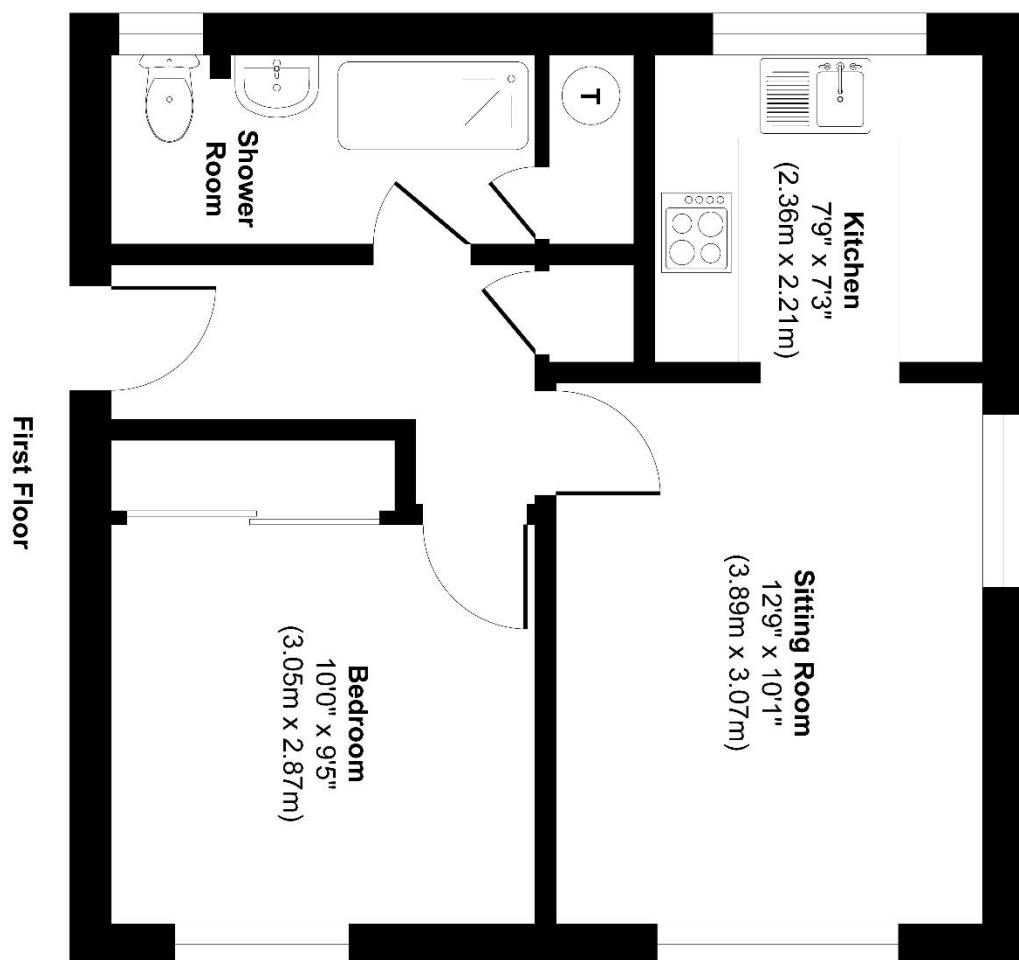 Kitchen
7'9" x 7'3"
(2.36m x 2.21m)
T
Shower
Room
Sitting Room
12'9" x 10'1"
(3.89m x 3.07m)
Bedroom
10'0" x 9'5"
(3.05m x 2.87m)
First Floor